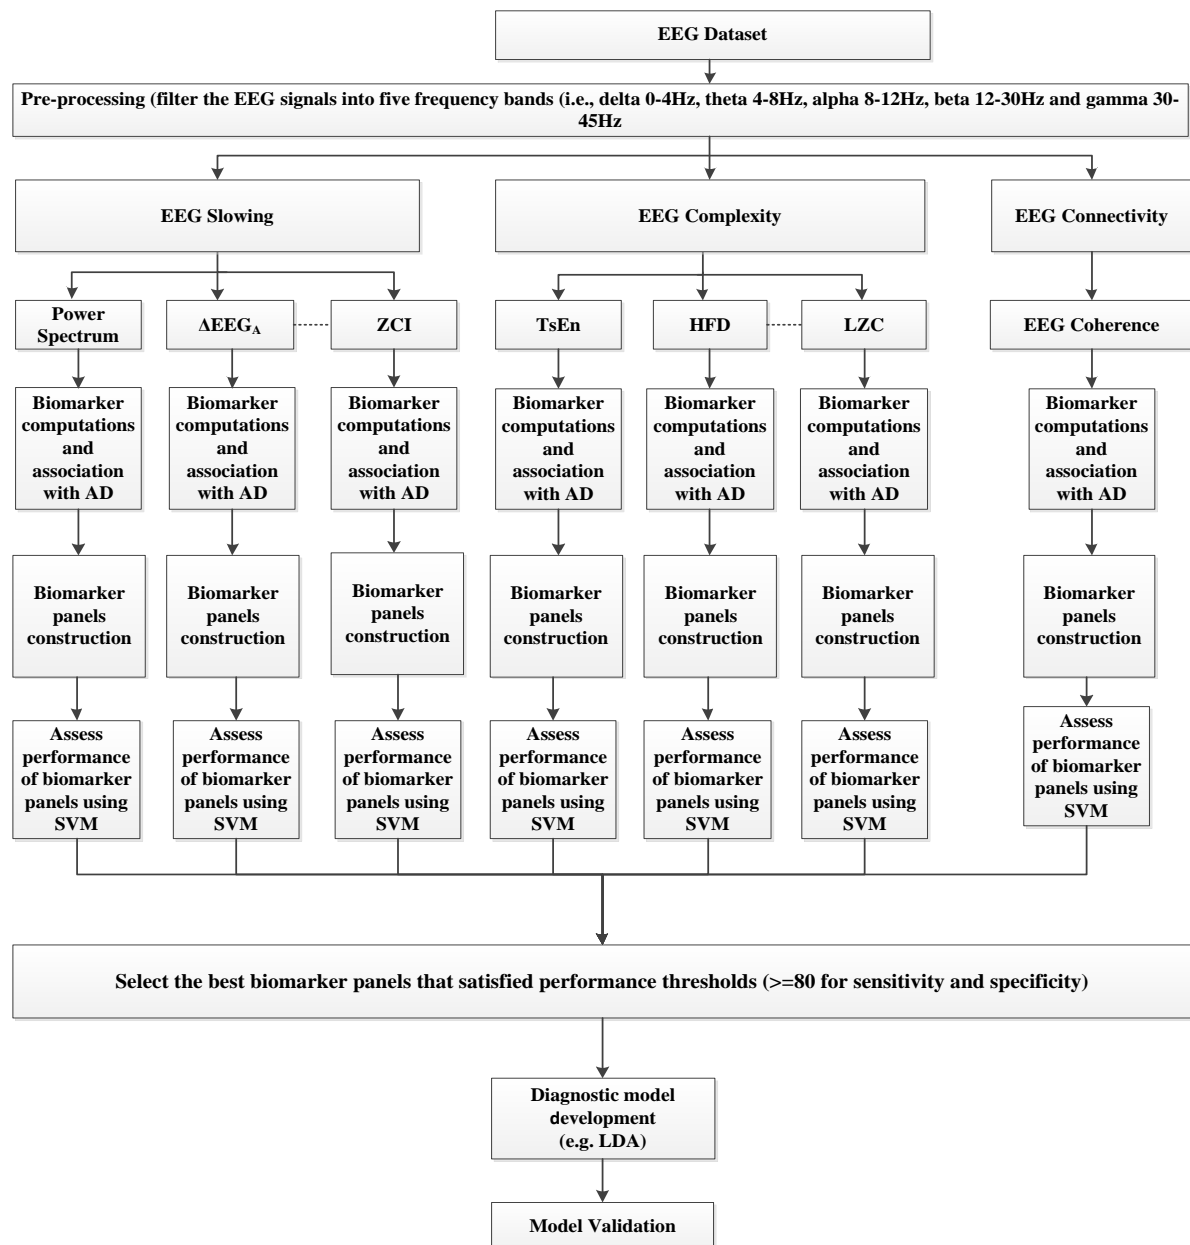 EEG Dataset
Pre-processing (filter the EEG signals into five frequency bands (i.e., delta 0-4Hz, theta 4-8Hz, alpha 8-12Hz, beta 12-30Hz and gamma 30-
45Hz
EEG Slowing
EEG Complexity
EEG Connectivity
Power
Spectrum
ΔEEG_A
ZCI
TsEn
HFD
LZC
EEG Coherence
Biomarker
computations
and
association
with AD
Biomarker
computations
and
association
with AD
Biomarker
computations
and
association
with AD
Biomarker
computations
and
association
with AD
Biomarker
computations
and
association
with AD
Biomarker
computations
and
association
with AD
Biomarker
computations
and
association
with AD
Biomarker
panels
construction
Biomarker
panels
construction
Biomarker
panels
construction
Biomarker
panels
construction
Biomarker
panels
construction
Biomarker
panels
construction
Biomarker
panels
construction
Assess
performance
of biomarker
panels using
SVM
Assess
performance
of biomarker
panels using
SVM
Assess
performance
of biomarker
panels using
SVM
Assess
performance
of biomarker
panels using
SVM
Assess
performance
of biomarker
panels using
SVM
Assess
performance
of biomarker
panels using
SVM
Assess
performance
of biomarker
panels using
SVM
Select the best biomarker panels that satisfied performance thresholds (>=80 for sensitivity and specificity)
Diagnostic model
development
(e.g. LDA)
Model Validation